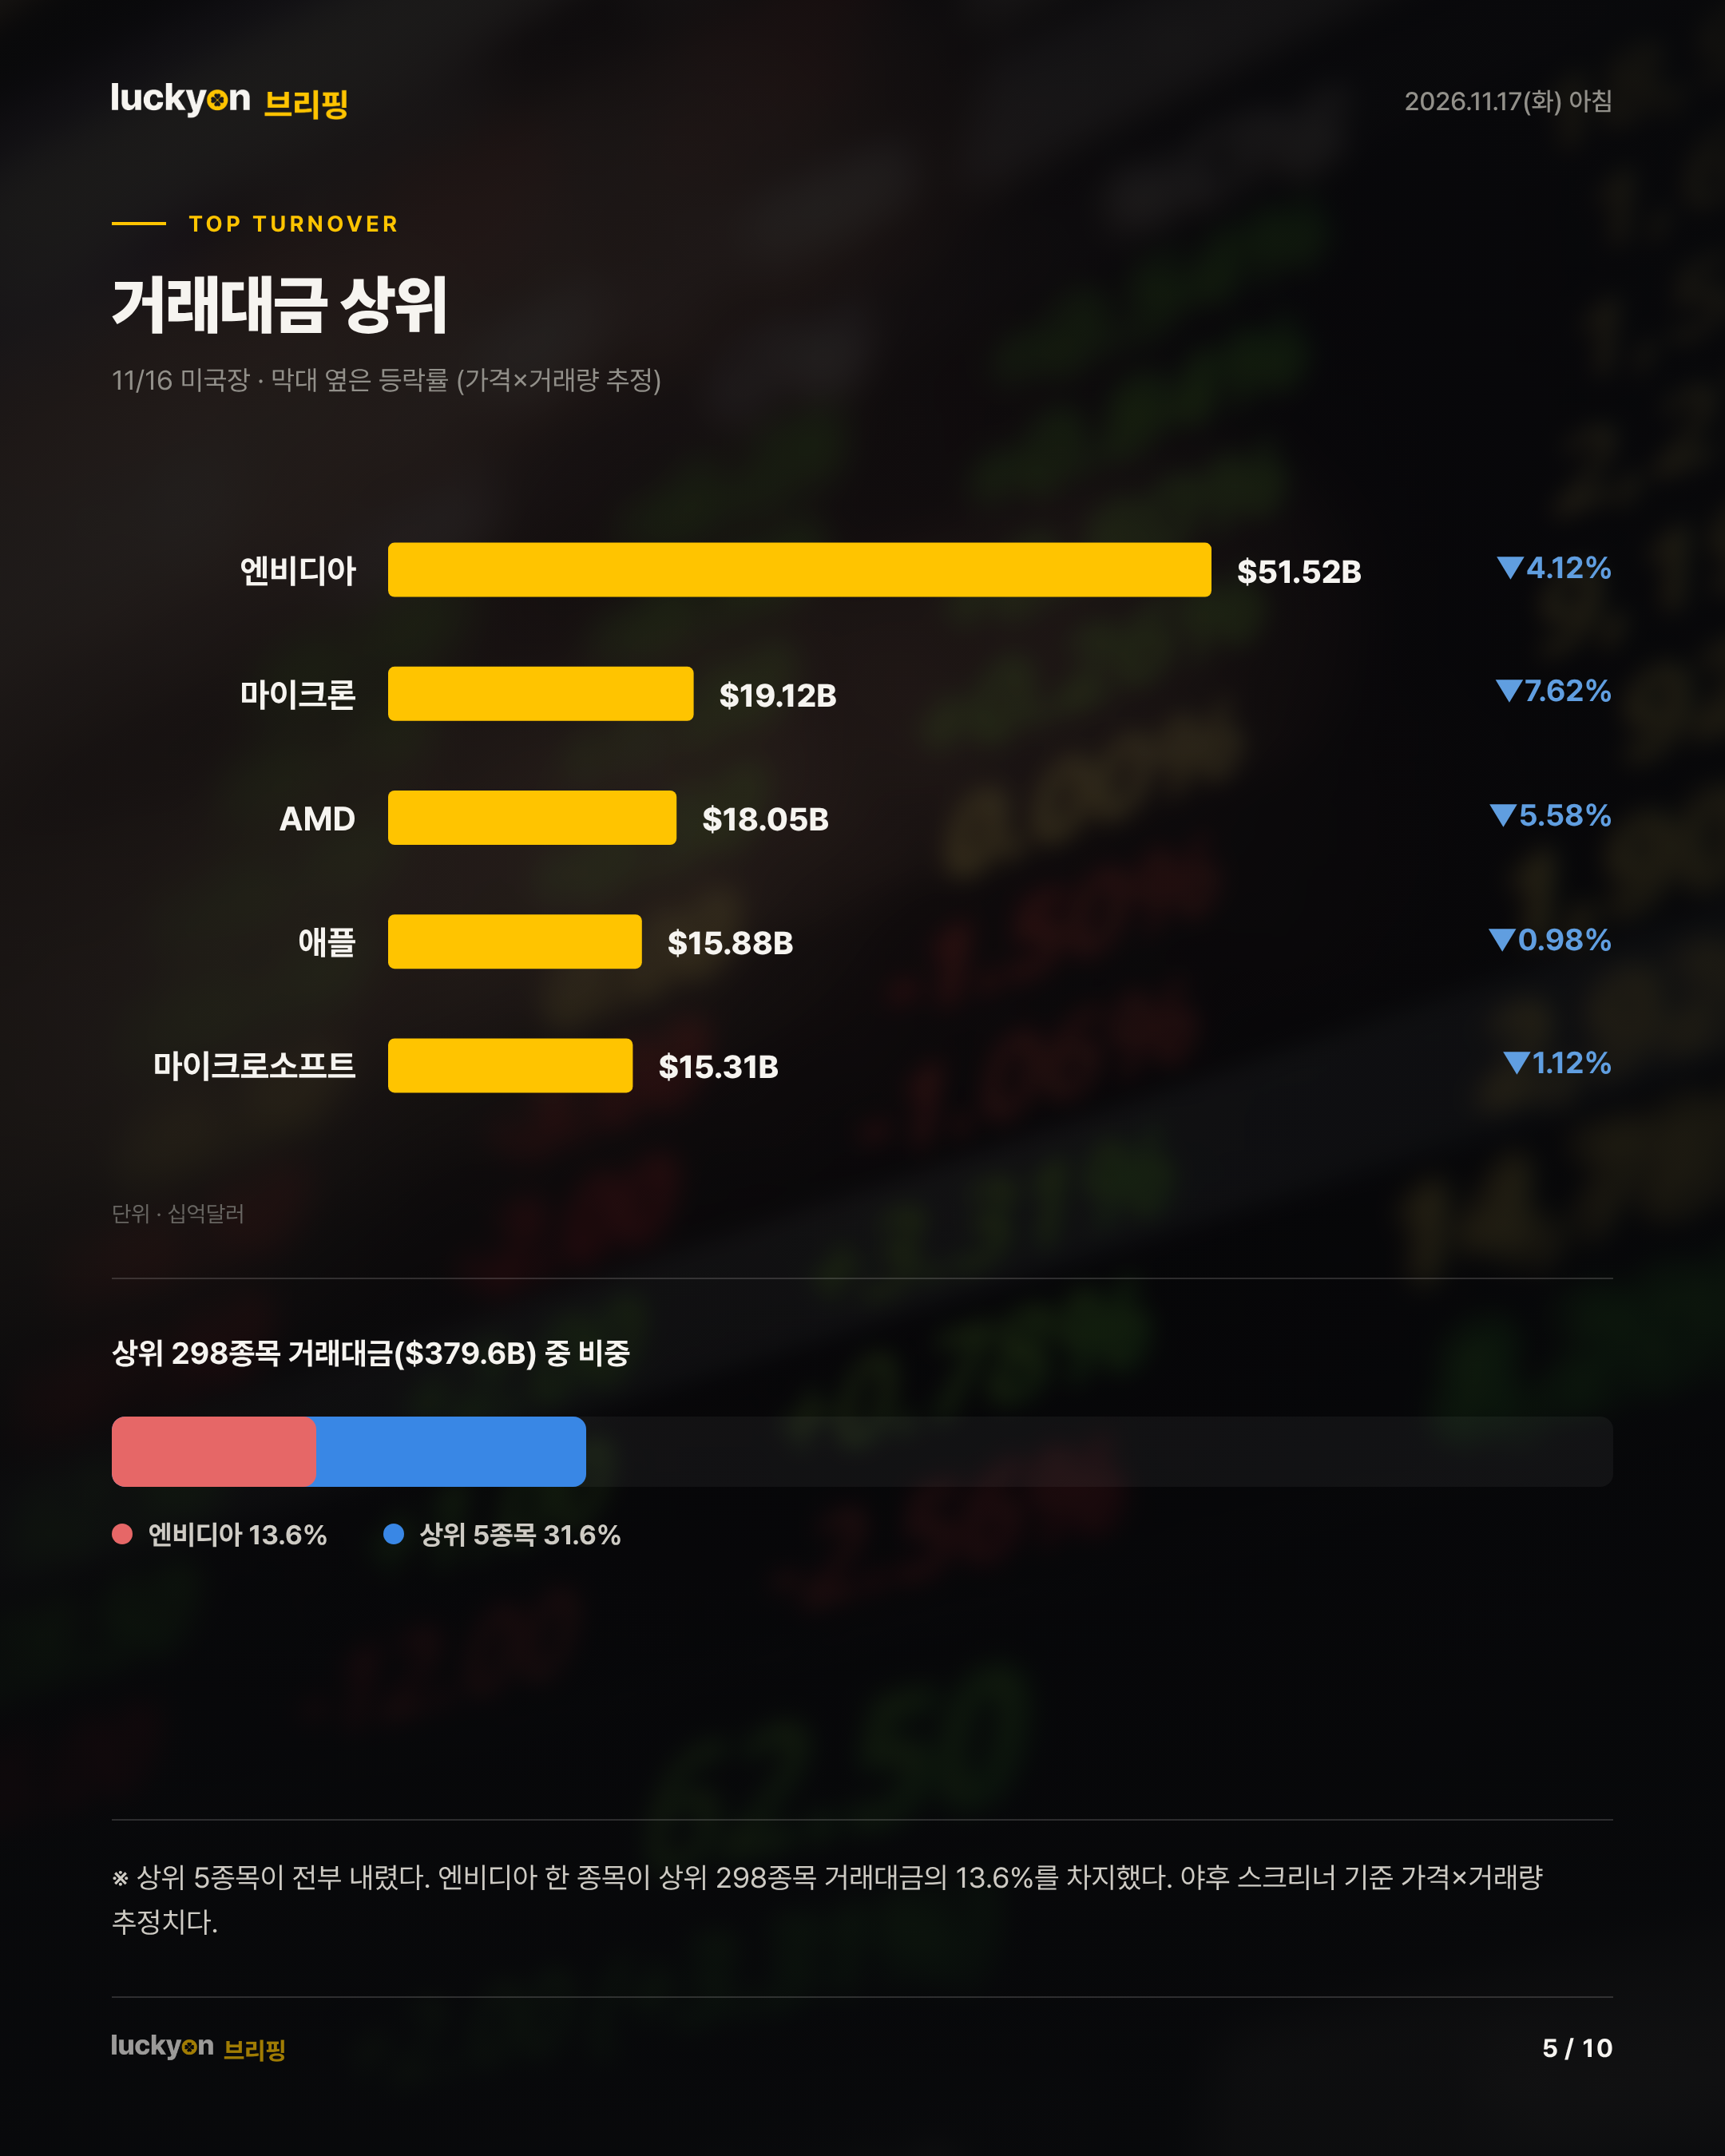 luckyon 브리핑
2026.11.17(화) 아침
TOP TURNOVER
거래대금 상위
11/16 미국장 · 막대 옆은 등락률 (가격×거래량 추정)
엔비디아 $51.52B ▼4.12%
마이크론 $19.12B ▼7.62%
AMD $18.05B ▼5.58%
애플 $15.88B ▼0.98%
마이크로소프트 $15.31B ▼1.12%
단위 · 십억달러
상위 298종목 거래대금($379.6B) 중 비중
엔비디아 13.6% 상위 5종목 31.6%
※ 상위 5종목이 전부 내렸다. 엔비디아 한 종목이 상위 298종목 거래대금의 13.6%를 차지했다. 야후 스크리너 기준 가격×거래량
추정치다.
luckyon 브리핑
5 / 10